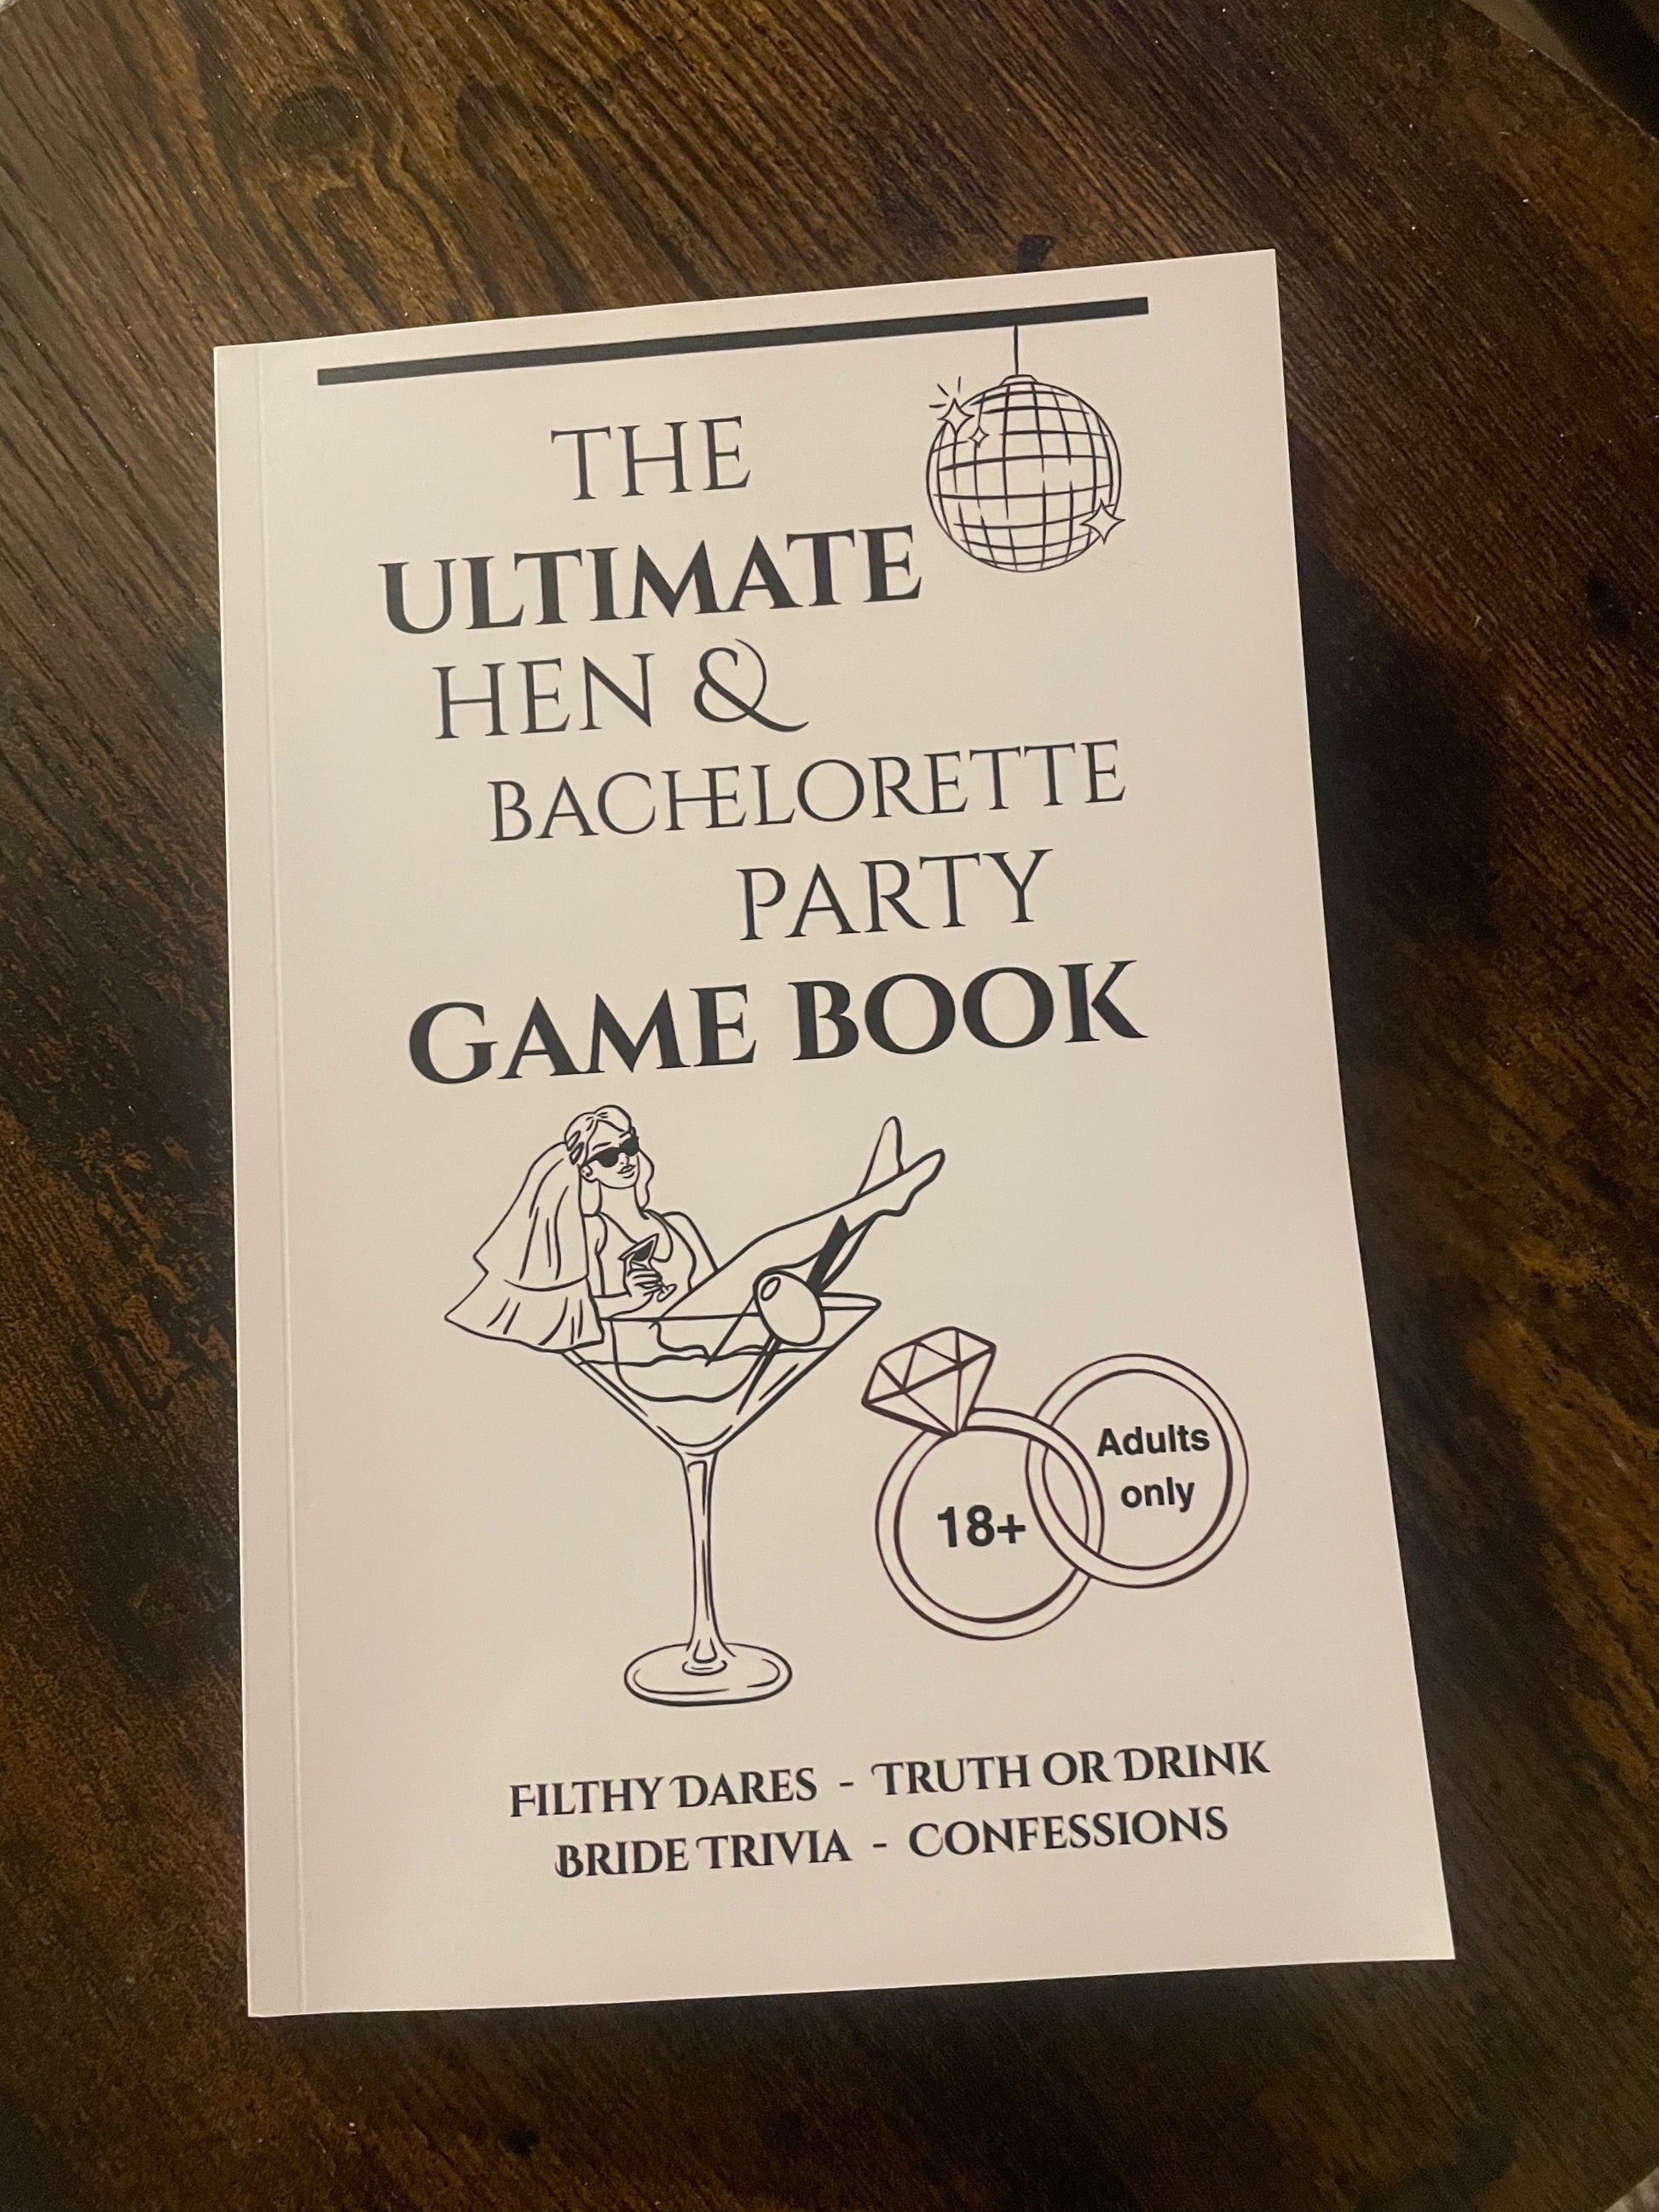 THE
ULTIMATE
HEN &
BACHELORETTE
PARTY
GAME BOOK
Adults
only
18+
FILTHY DARES - TRUTH OR DRINK
BRIDE TRIVIA - CONFESSIONS